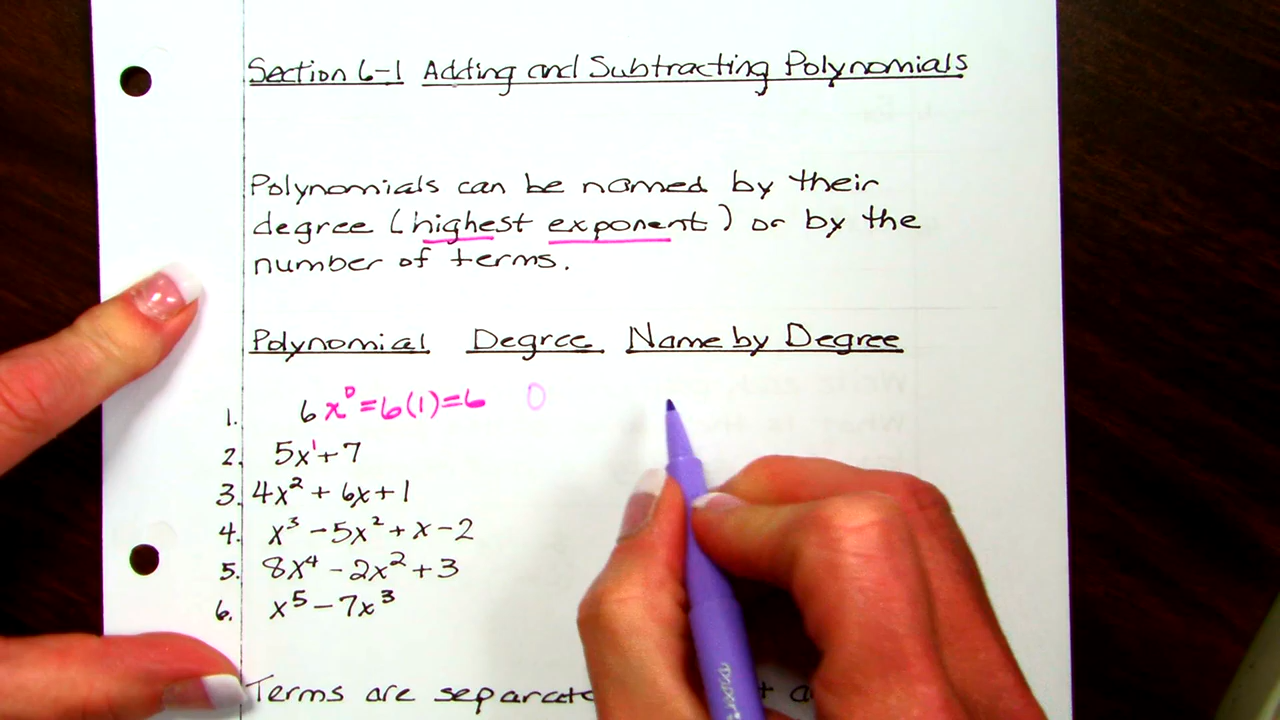 Section 6-1 Adding and Subtracting Polynomials
Polynomials can be named by their
degree (highest exponent) or by the
number of terms.
Polynomial Degree Name by Degree
1. 6x⁰=6(1)=6 0
2. 5x¹+7
3. 4x² + 6x + 1
4. x³ - 5x² + x - 2
5. 8x⁴ - 2x² + 3
6. x⁵ - 7x³
Terms are